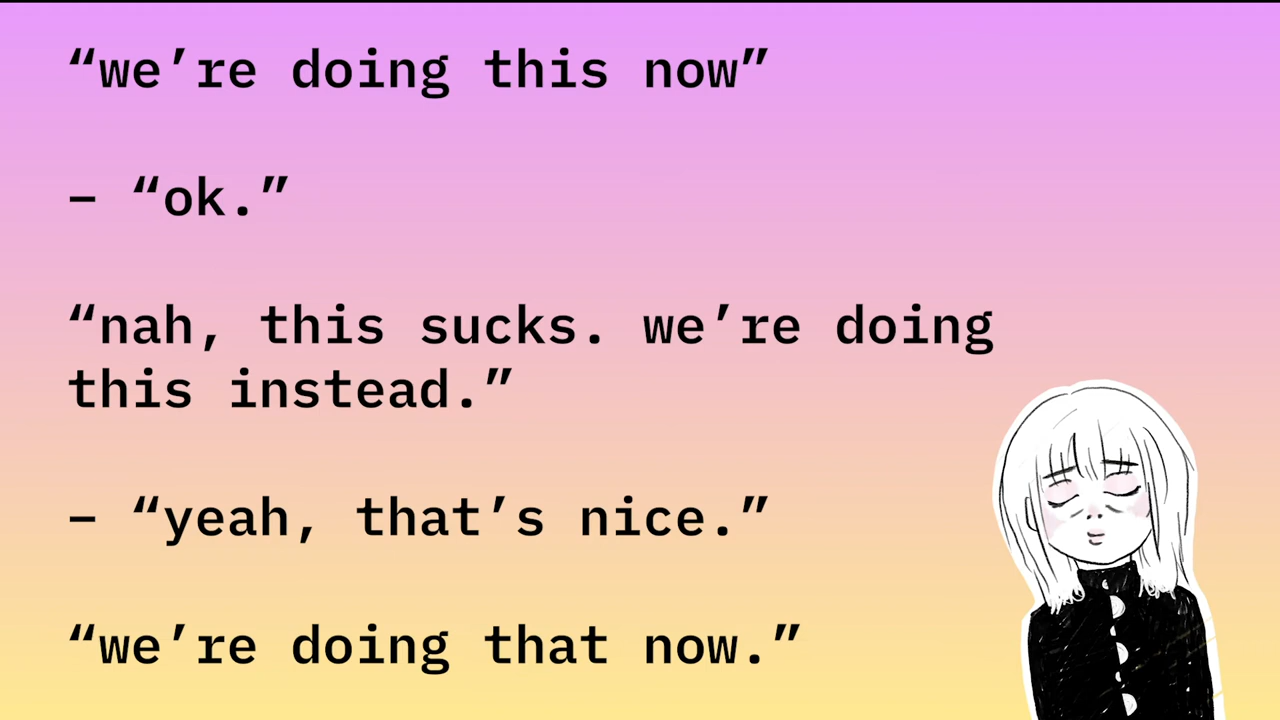 “we’re doing this now”
– “ok.”
“nah, this sucks. we’re doing
this instead.”
– “yeah, that’s nice.”
“we’re doing that now.”